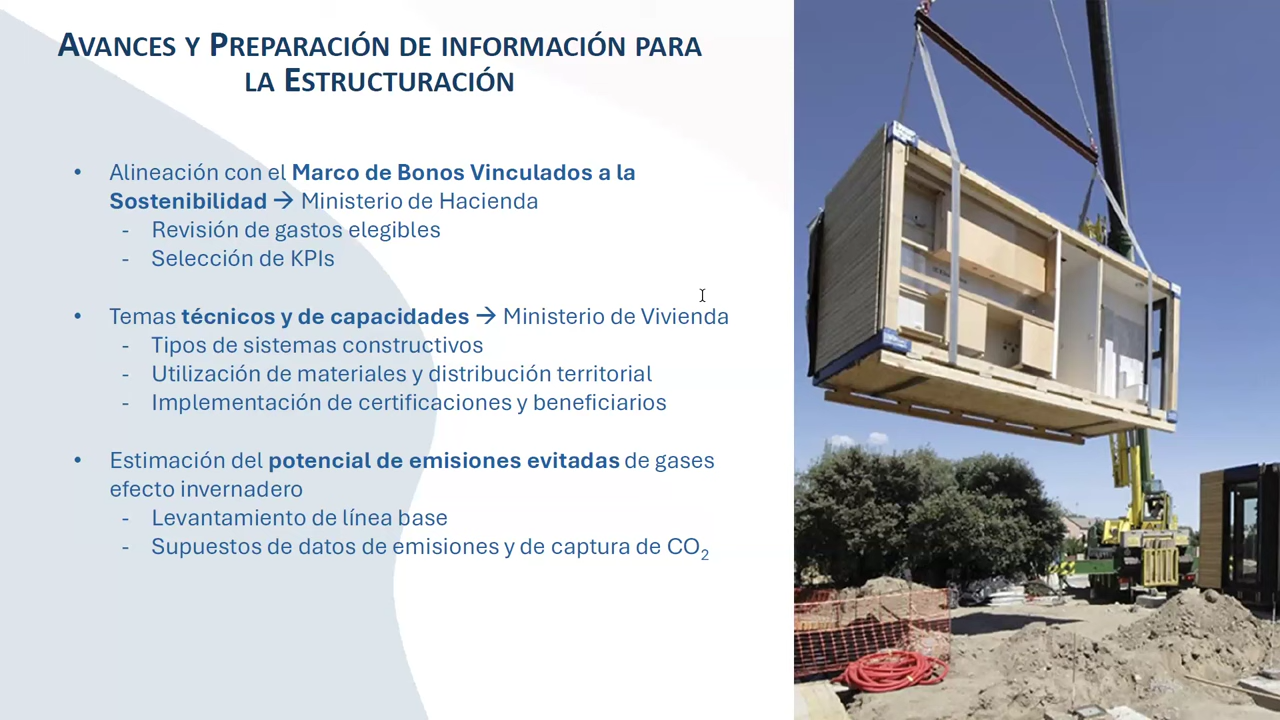 AVANCES Y PREPARACIÓN DE INFORMACIÓN PARA
LA ESTRUCTURACIÓN
• Alineación con el Marco de Bonos Vinculados a la
Sostenibilidad → Ministerio de Hacienda
- Revisión de gastos elegibles
- Selección de KPIs
• Temas técnicos y de capacidades → Ministerio de Vivienda
- Tipos de sistemas constructivos
- Utilización de materiales y distribución territorial
- Implementación de certificaciones y beneficiarios
• Estimación del potencial de emisiones evitadas de gases
efecto invernadero
- Levantamiento de línea base
- Supuestos de datos de emisiones y de captura de CO₂